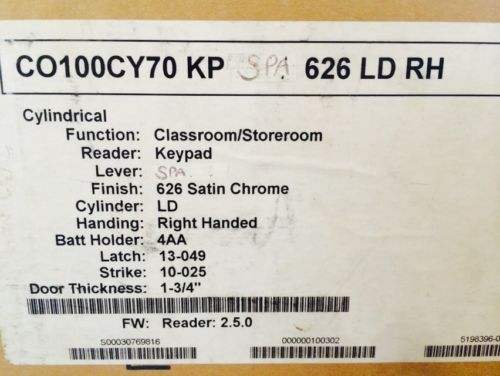 CO100CY70 KP SPA 626 LD RH
Cylindrical
Function: Classroom/Storeroom
Reader: Keypad
Lever: SPA
Finish: 626 Satin Chrome
Cylinder: LD
Handing: Right Handed
Batt Holder: 4AA
Latch: 13-049
Strike: 10-025
Door Thickness: 1-3/4"
FW: Reader: 2.5.0
S00030769816 000000100302 5198396-0